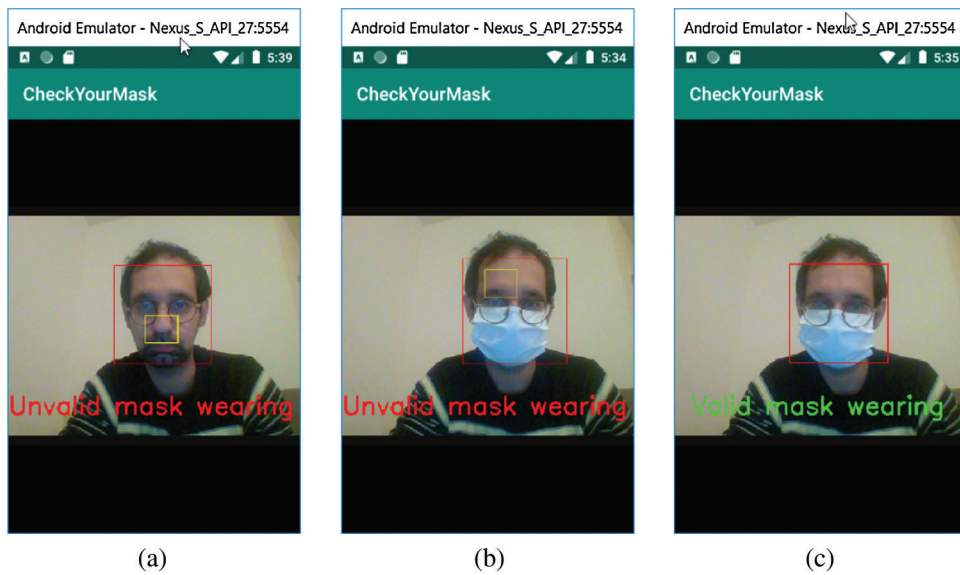 Android Emulator - Nexus_S_API_27:5554
5:39
CheckYourMask
Unvalid mask wearing
(a)
Android Emulator - Nexus_S_API_27:5554
5:34
CheckYourMask
Unvalid mask wearing
(b)
Android Emulator - Nexus_S_API_27:5554
5:35
CheckYourMask
Valid mask wearing
(c)